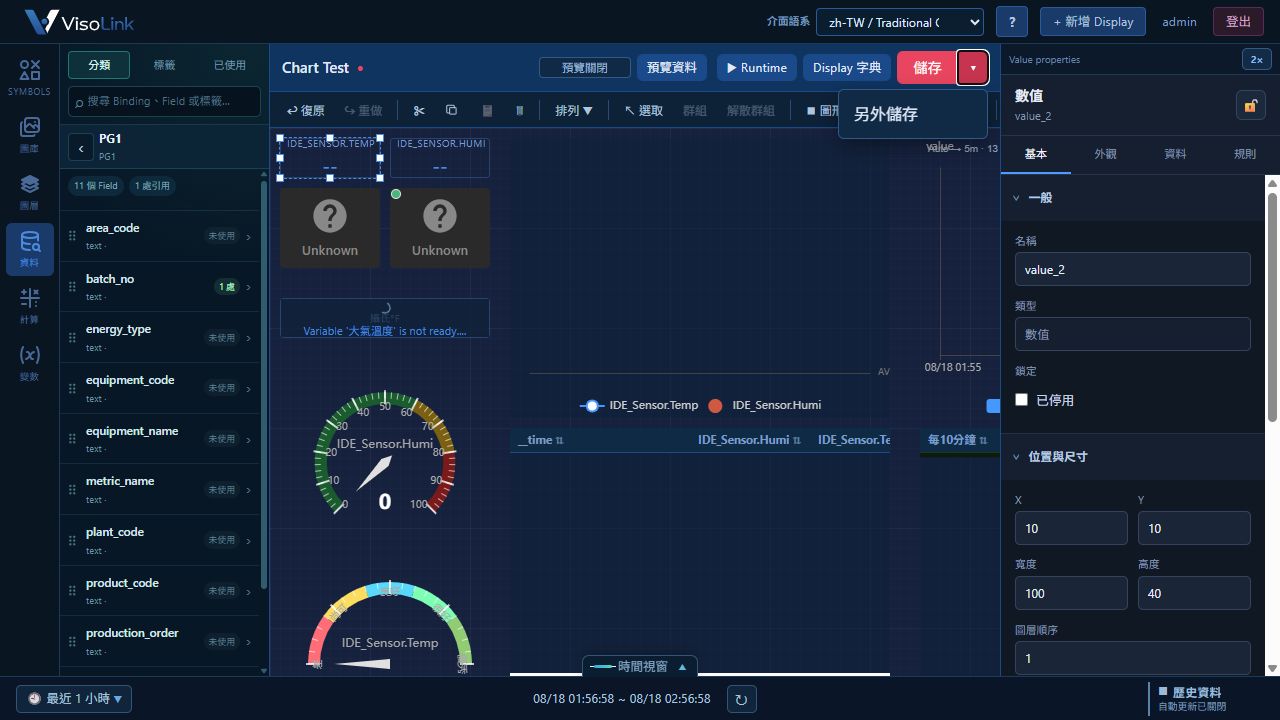 VisoLink
介面語系
zh-TW / Traditional (
?
+ 新增 Display
admin
登出
SYMBOLS
圖庫
圖層
資料
計算
(x)
變數
分類
標籤
已使用
搜尋 Binding、Field 或標籤...
PG1
PG1
11 個 Field
1 處引用
area_code
text ·
未使用
batch_no
text ·
1 處
energy_type
text ·
未使用
equipment_code
text ·
未使用
equipment_name
text ·
未使用
metric_name
text ·
未使用
plant_code
text ·
未使用
product_code
text ·
未使用
production_order
text ·
未使用
Chart Test
預覽關閉
預覽資料
Runtime
Display 字典
儲存
另外儲存
復原
重做
排列
選取
群組
解散群組
IDE_SENSOR.TEMP
--
IDE_SENSOR.HUMI
--
Unknown
Unknown
攝氏°F
Variable '大氣溫度' is not ready....
0
10
20
30
40
50
60
70
80
90
100
IDE_Sensor.Humi
0
IDE_Sensor.Temp
AV
IDE_Sensor.Temp
IDE_Sensor.Humi
__time
IDE_Sensor.Humi
IDE_Sensor.Te
value
5m · 13
08/18 01:55
每10分鐘
時間視窗
Value properties
2×
數值
value_2
基本
外觀
資料
規則
一般
名稱
value_2
類型
數值
鎖定
已停用
位置與尺寸
X
Y
10
10
寬度
高度
100
40
圖層順序
1
最近 1 小時
08/18 01:56:58 ~ 08/18 02:56:58
歷史資料
自動更新已關閉